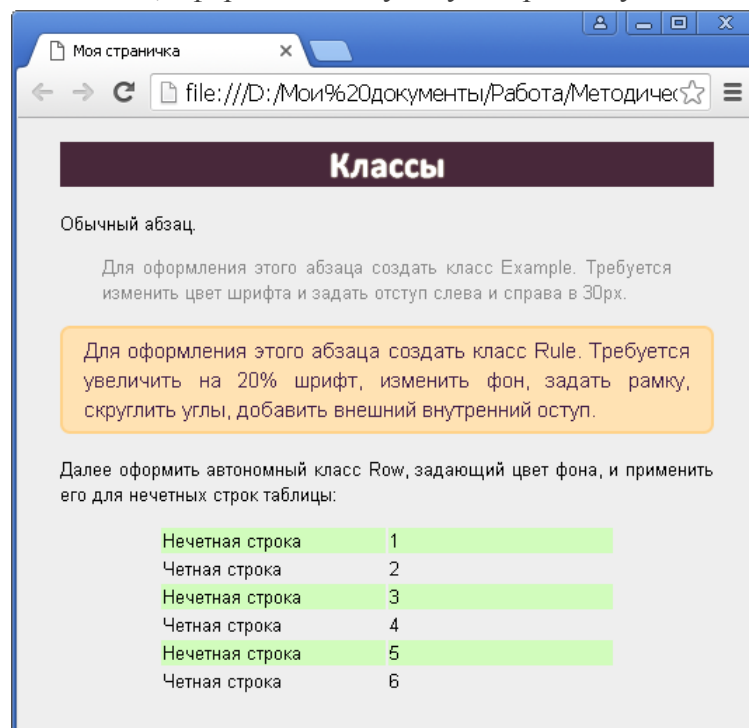 Моя страничка
file:///D:/Мои%20документы/Работа/Методичес
Классы
Обычный абзац.
Для оформления этого абзаца создать класс Example. Требуется
изменить цвет шрифта и задать отступ слева и справа в 30px.
Для оформления этого абзаца создать класс Rule. Требуется
увеличить на 20% шрифт, изменить фон, задать рамку,
скруглить углы, добавить внешний внутренний оступ.
Далее оформить автономный класс Row, задающий цвет фона, и применить
его для нечетных строк таблицы:
Нечетная строка 1
Четная строка 2
Нечетная строка 3
Четная строка 4
Нечетная строка 5
Четная строка 6